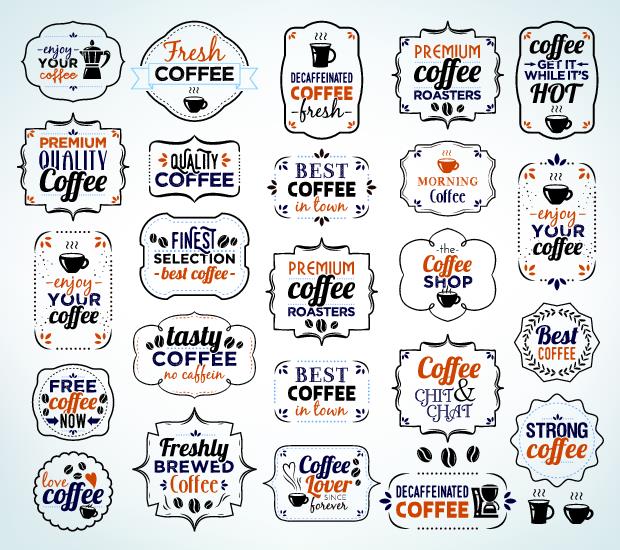 -enjoy-
YOUR
coffee
Fresh
COFFEE
DECAFFEINATED
COFFEE
-fresh-
PREMIUM
coffee
ROASTERS
coffee
GET IT
WHILE IT'S
HOT
PREMIUM
QUALITY
Coffee
QUALITY
COFFEE
BEST
COFFEE
in town
MORNING
Coffee
-enjoy-
YOUR
coffee
-enjoy-
YOUR
coffee
FINEST
SELECTION
-best coffee-
PREMIUM
coffee
ROASTERS
-the-
Coffee
SHOP
tasty
COFFEE
no caffein
Best
COFFEE
FREE
coffee
NOW
BEST
COFFEE
in town
Coffee
CHIT &
CHAT
STRONG
coffee
love
coffee
Freshly
BREWED
Coffee
Coffee
Lover
SINCE
forever
DECAFFEINATED
COFFEE